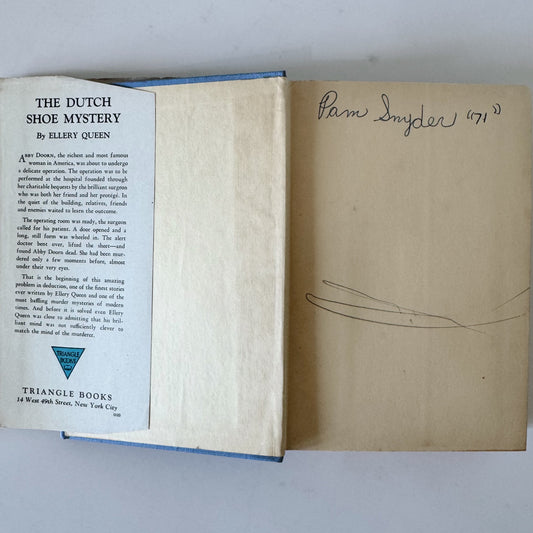 THE DUTCH
SHOE MYSTERY
By ELLERY QUEEN
ABBY DOORN, the richest and most famous
woman in America, was about to undergo
a delicate operation. The operation was to be
performed at the hospital founded through
her charitable bequests by the brilliant surgeon
who was both her friend and her protégé. In
the quiet of the building, relatives, friends
and enemies waited to learn the outcome.
The operating room was ready, the surgeon
called for his patient. A door opened and a
long, still form was wheeled in. The alert
doctor bent over, lifted the sheet—and
found Abby Doorn dead. She had been mur-
dered only a few moments before, almost
under their very eyes.
That is the beginning of this amazing
problem in deduction, one of the finest stories
ever written by Ellery Queen and one of the
most baffling murder mysteries of modern
times. And before it is solved even Ellery
Queen was close to admitting that his bril-
liant mind was not sufficiently clever to
match the mind of the murderer.
TRIANGLE
BOOKS
TRIANGLE BOOKS
14 West 49th Street, New York City
Pam Snyder "71"